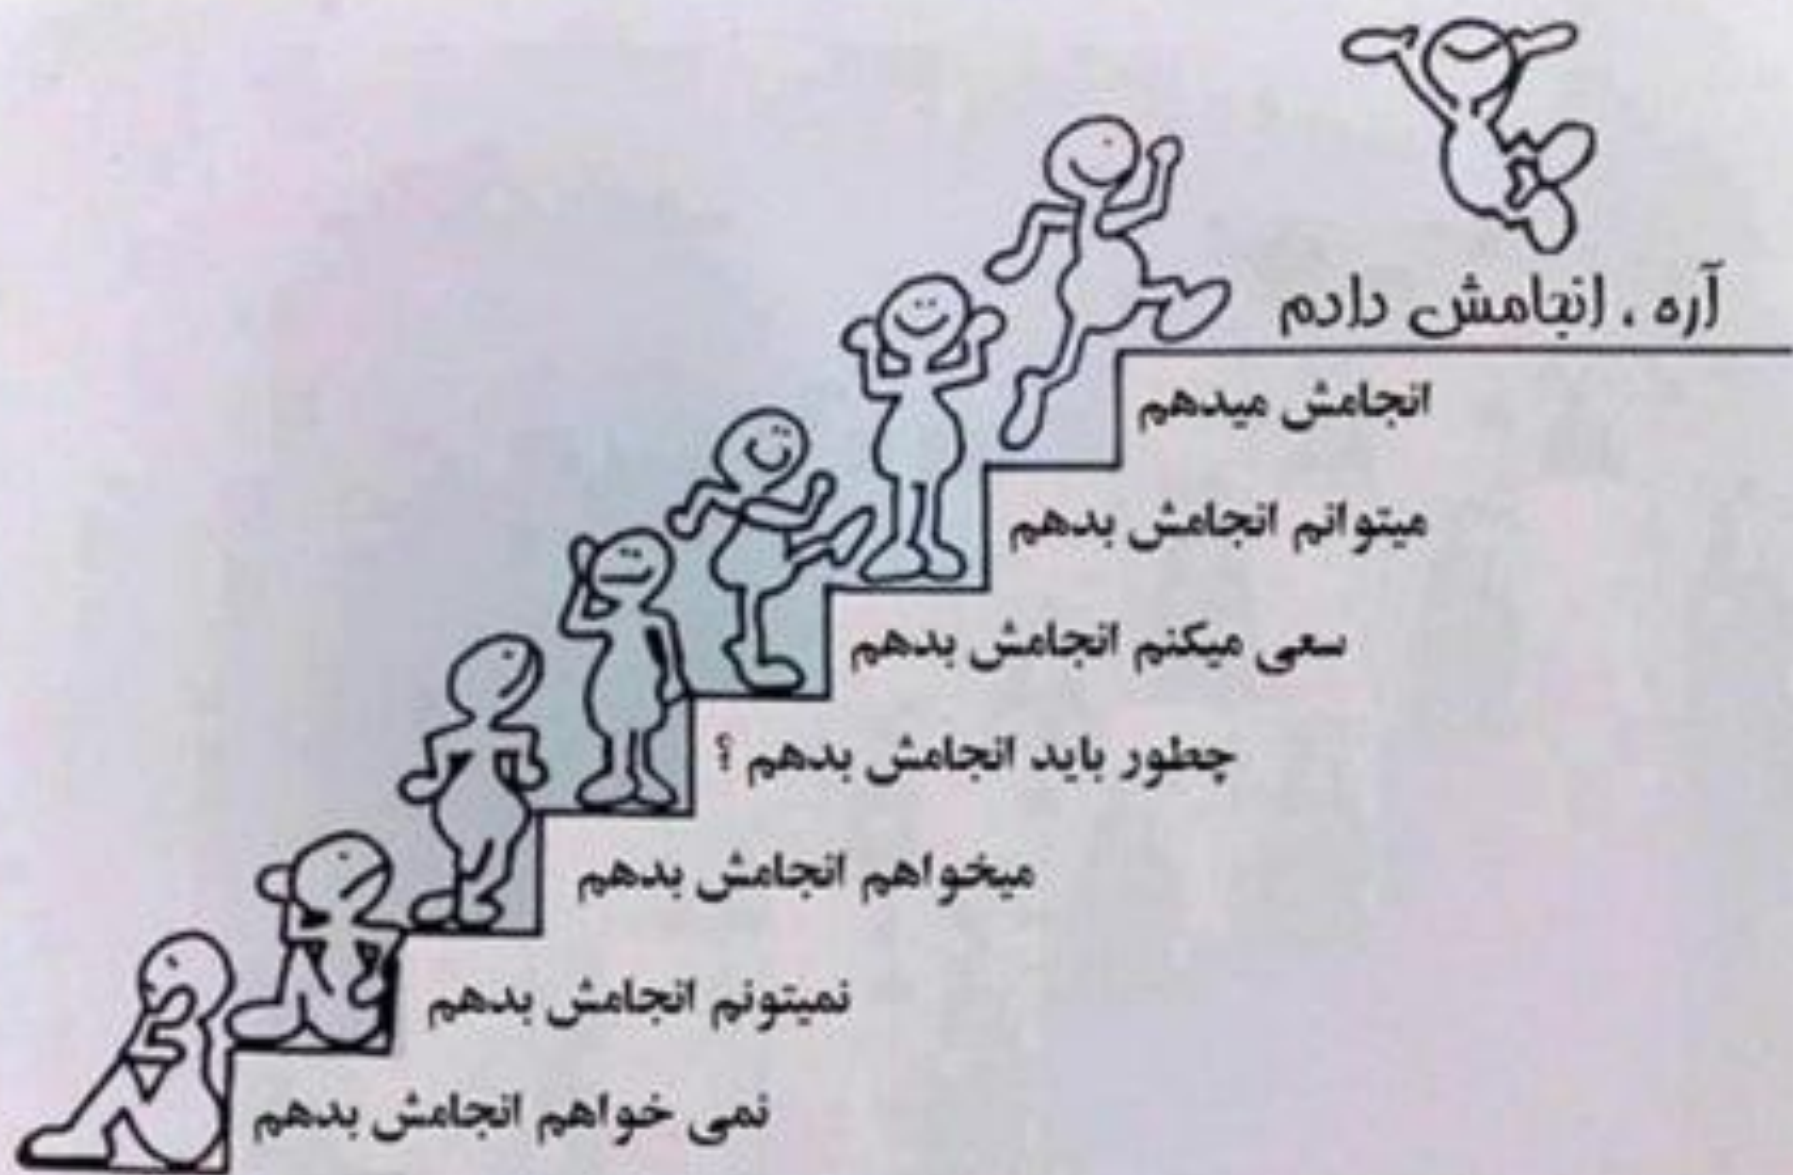 آره ، انجامش دادم
انجامش میدهم
میتوانم انجامش بدهم
سعی میکنم انجامش بدهم
چطور باید انجامش بدهم ؟
میخواهم انجامش بدهم
نمیتونم انجامش بدهم
نمی خواهم انجامش بدهم